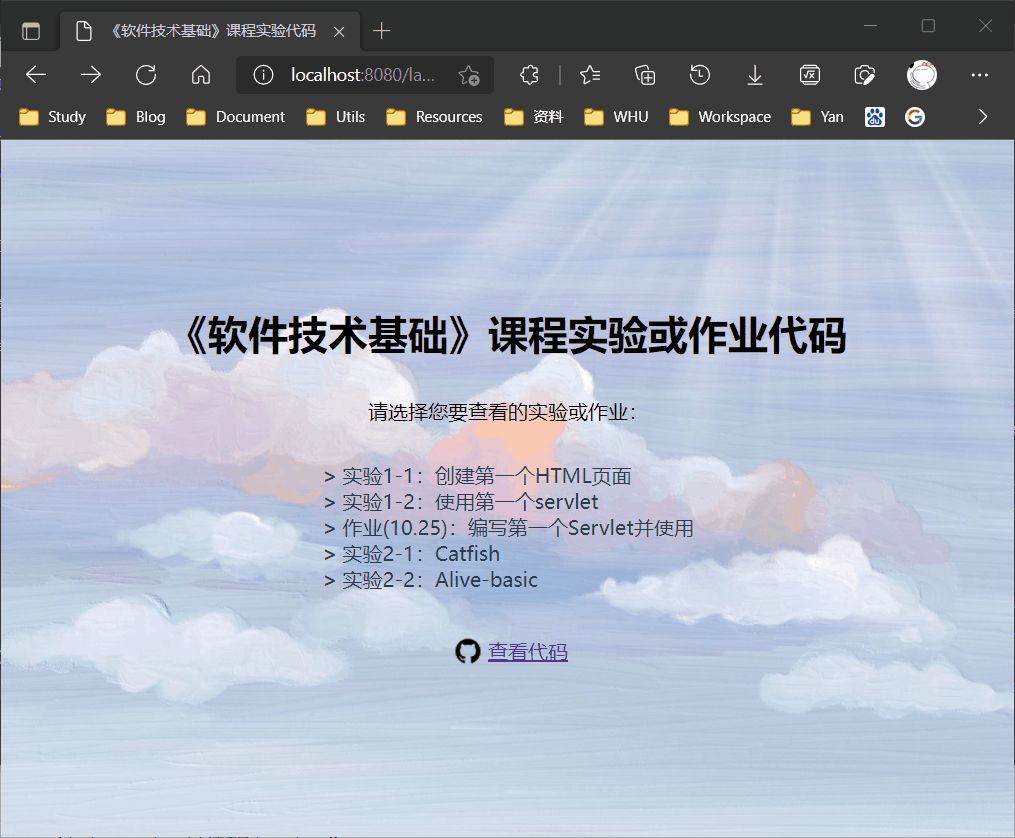 《软件技术基础》课程实验代码
localhost:8080/la...
Study Blog Document Utils Resources 资料 WHU Workspace Yan du G
《软件技术基础》课程实验或作业代码
请选择您要查看的实验或作业：
> 实验1-1：创建第一个HTML页面
> 实验1-2：使用第一个servlet
> 作业(10.25)：编写第一个Servlet并使用
> 实验2-1：Catfish
> 实验2-2：Alive-basic
查看代码